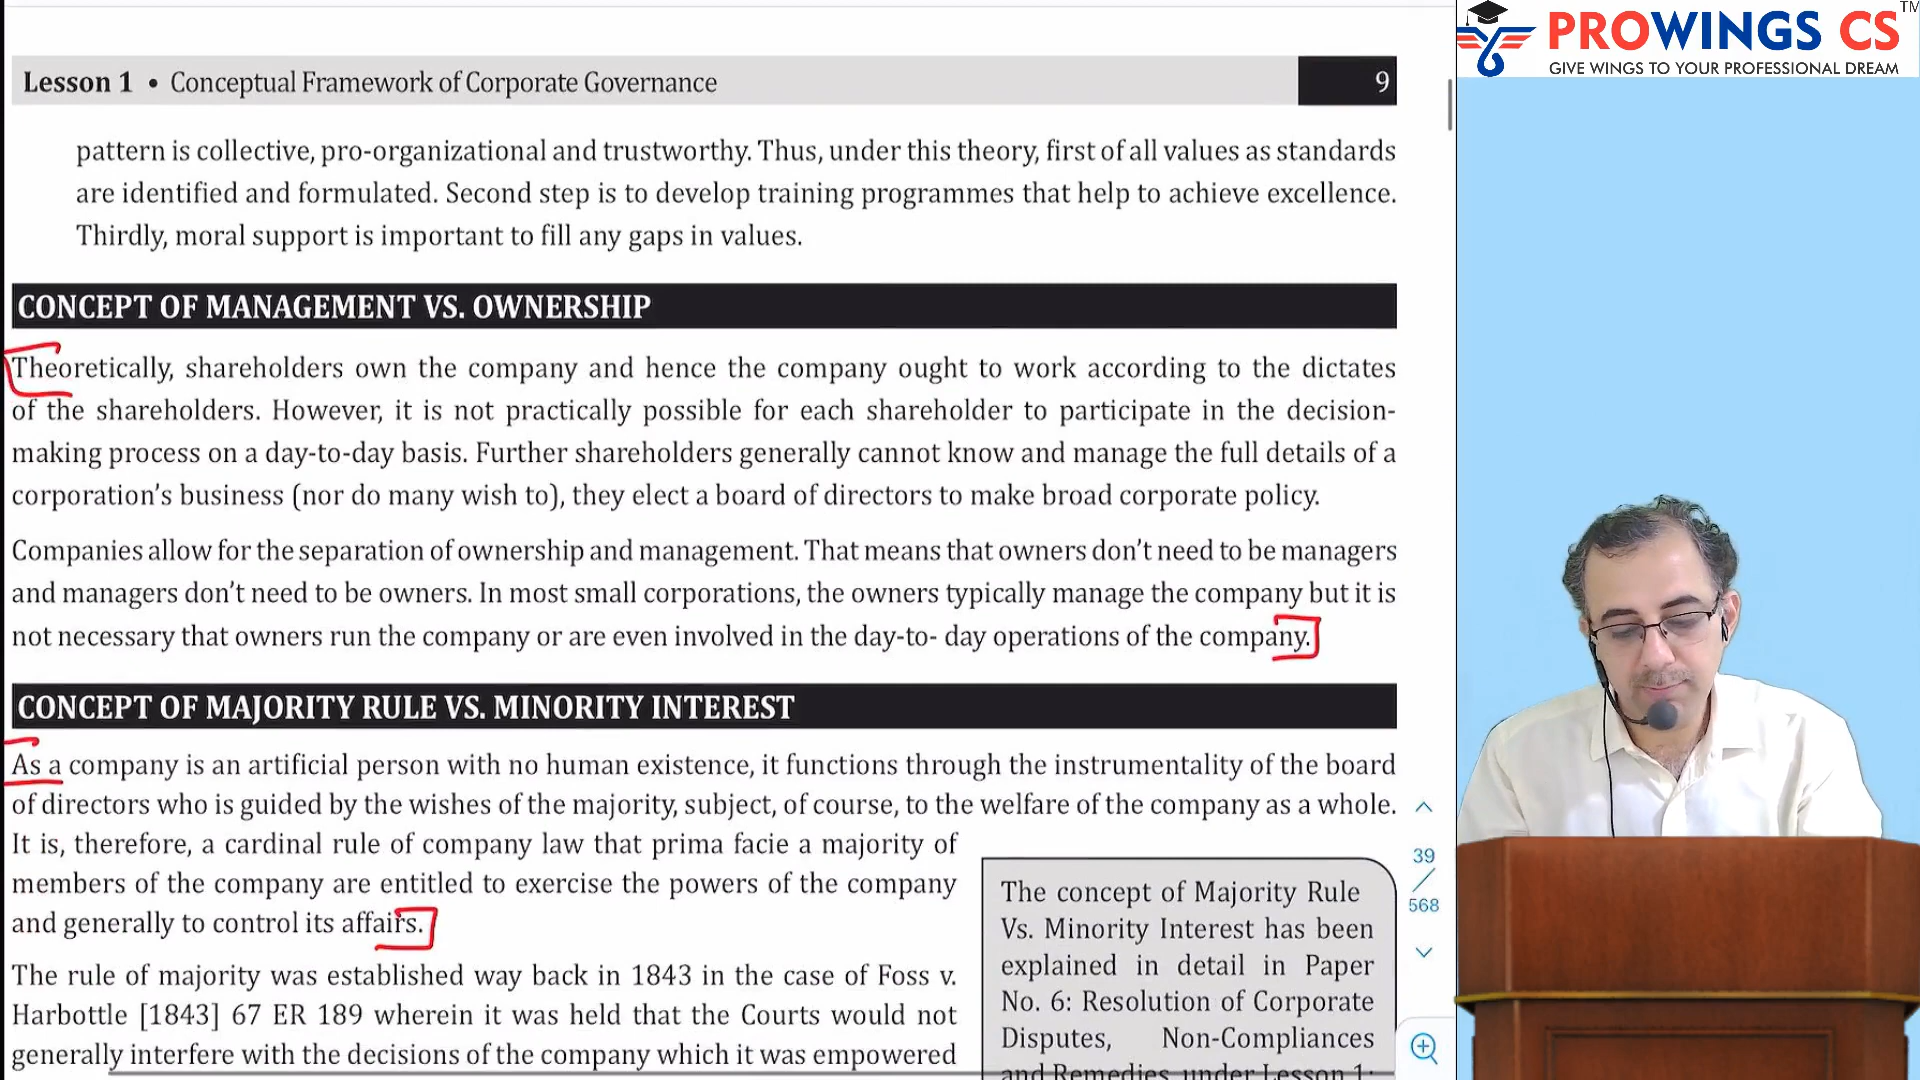 Lesson 1 • Conceptual Framework of Corporate Governance
9
pattern is collective, pro-organizational and trustworthy. Thus, under this theory, first of all values as standards
are identified and formulated. Second step is to develop training programmes that help to achieve excellence.
Thirdly, moral support is important to fill any gaps in values.
CONCEPT OF MANAGEMENT VS. OWNERSHIP
Theoretically, shareholders own the company and hence the company ought to work according to the dictates
of the shareholders. However, it is not practically possible for each shareholder to participate in the decision-
making process on a day-to-day basis. Further shareholders generally cannot know and manage the full details of a
corporation's business (nor do many wish to), they elect a board of directors to make broad corporate policy.
Companies allow for the separation of ownership and management. That means that owners don't need to be managers
and managers don't need to be owners. In most small corporations, the owners typically manage the company but it is
not necessary that owners run the company or are even involved in the day-to- day operations of the company.
CONCEPT OF MAJORITY RULE VS. MINORITY INTEREST
As a company is an artificial person with no human existence, it functions through the instrumentality of the board
of directors who is guided by the wishes of the majority, subject, of course, to the welfare of the company as a whole.
It is, therefore, a cardinal rule of company law that prima facie a majority of
members of the company are entitled to exercise the powers of the company
and generally to control its affairs.
The rule of majority was established way back in 1843 in the case of Foss v.
Harbottle [1843] 67 ER 189 wherein it was held that the Courts would not
generally interfere with the decisions of the company which it was empowered
The concept of Majority Rule
Vs. Minority Interest has been
explained in detail in Paper
No. 6: Resolution of Corporate
Disputes, Non-Compliances
and Remedies under Lesson 1:
39
568
PROWINGS CS TM
GIVE WINGS TO YOUR PROFESSIONAL DREAM